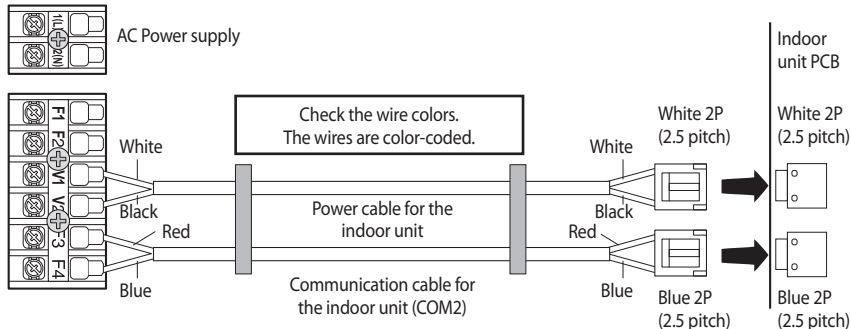 1(L)
2(N)
AC Power supply
Indoor
unit PCB
F1
F2
V1
V2
F3
F4
Check the wire colors.
The wires are color-coded.
White
Black
Red
Blue
Power cable for the
indoor unit
Communication cable for
the indoor unit (COM2)
White
Black
Red
Blue
White 2P
(2.5 pitch)
White 2P
(2.5 pitch)
Blue 2P
(2.5 pitch)
Blue 2P
(2.5 pitch)